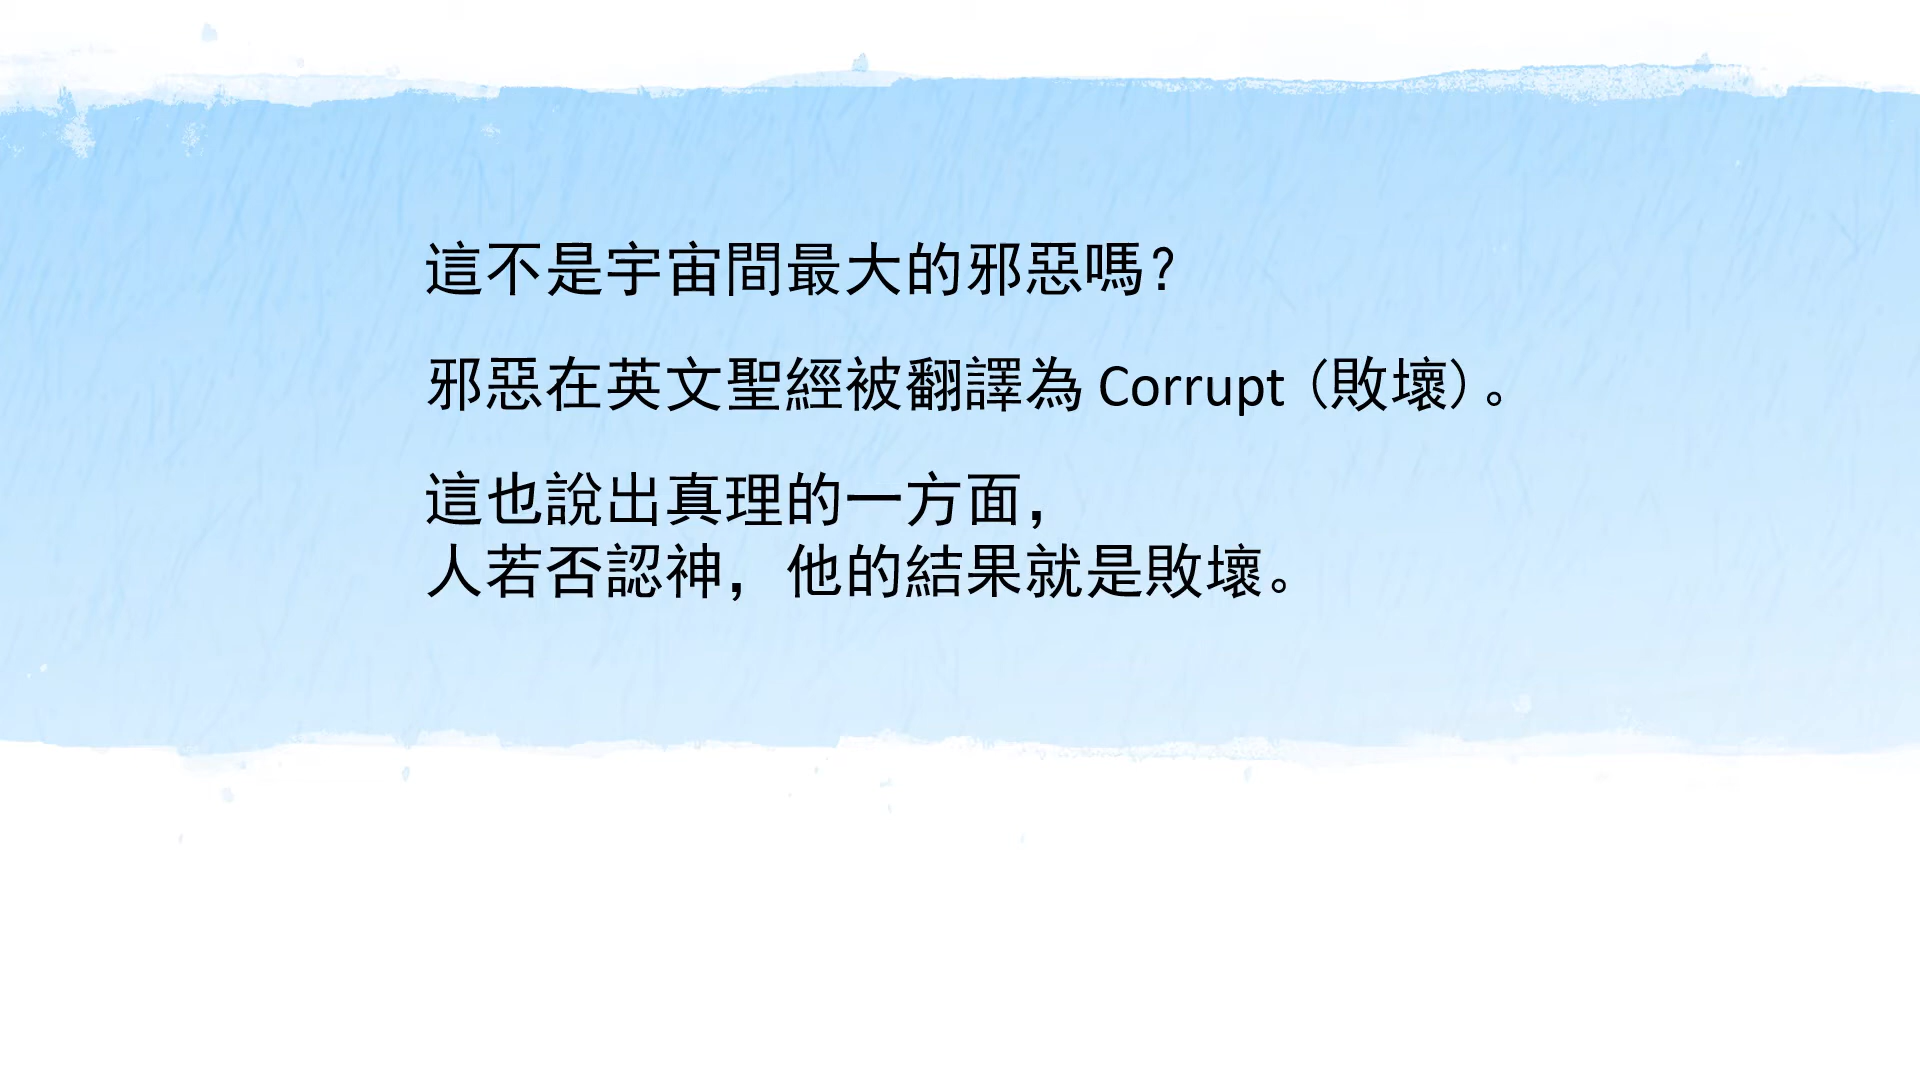 這不是宇宙間最大的邪惡嗎？
邪惡在英文聖經被翻譯為 Corrupt（敗壞）。
這也說出真理的一方面，
人若否認神，他的結果就是敗壞。